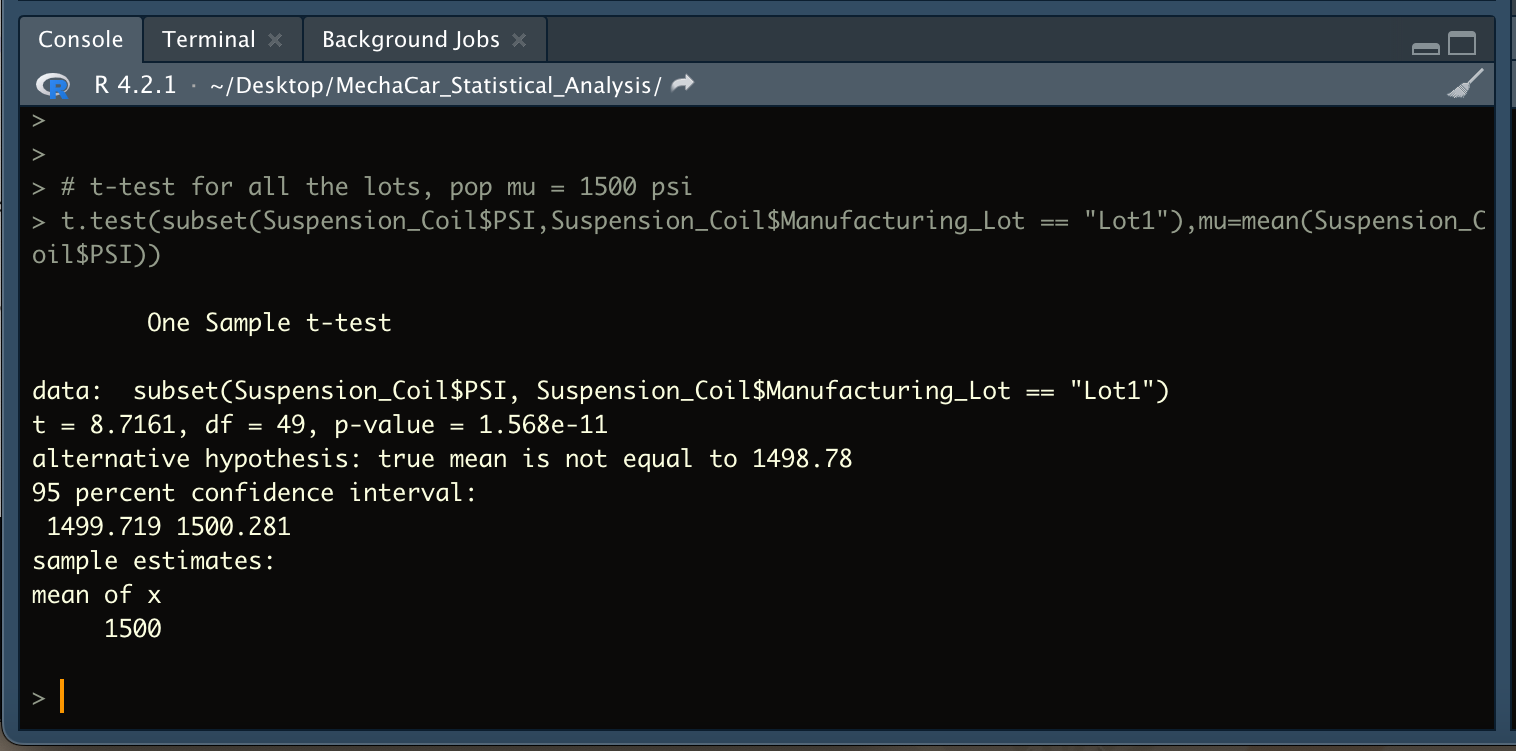 Console Terminal × Background Jobs ×
R R 4.2.1 · ~/Desktop/MechaCar_Statistical_Analysis/
>
>
> # t-test for all the lots, pop mu = 1500 psi
> t.test(subset(Suspension_Coil$PSI,Suspension_Coil$Manufacturing_Lot == "Lot1"),mu=mean(Suspension_C
oil$PSI))
One Sample t-test
data:  subset(Suspension_Coil$PSI, Suspension_Coil$Manufacturing_Lot == "Lot1")
t = 8.7161, df = 49, p-value = 1.568e-11
alternative hypothesis: true mean is not equal to 1498.78
95 percent confidence interval:
 1499.719 1500.281
sample estimates:
mean of x
     1500
>